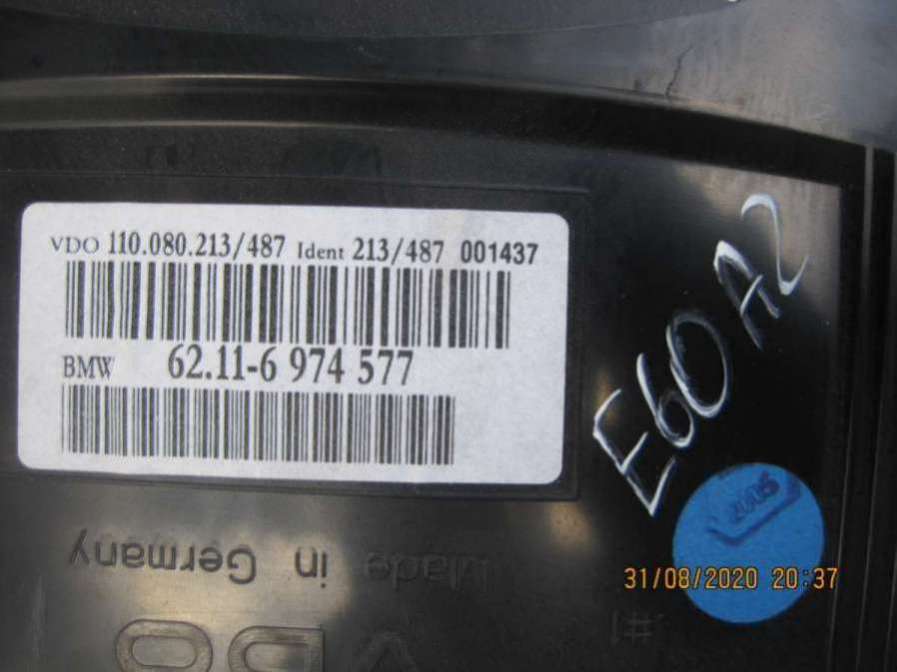 VDO 110.080.213/487 Ident 213/487 001437
BMW 62.11-6 974 577
E60 A2
Made in Germany
VDO
31/08/2020 20:37